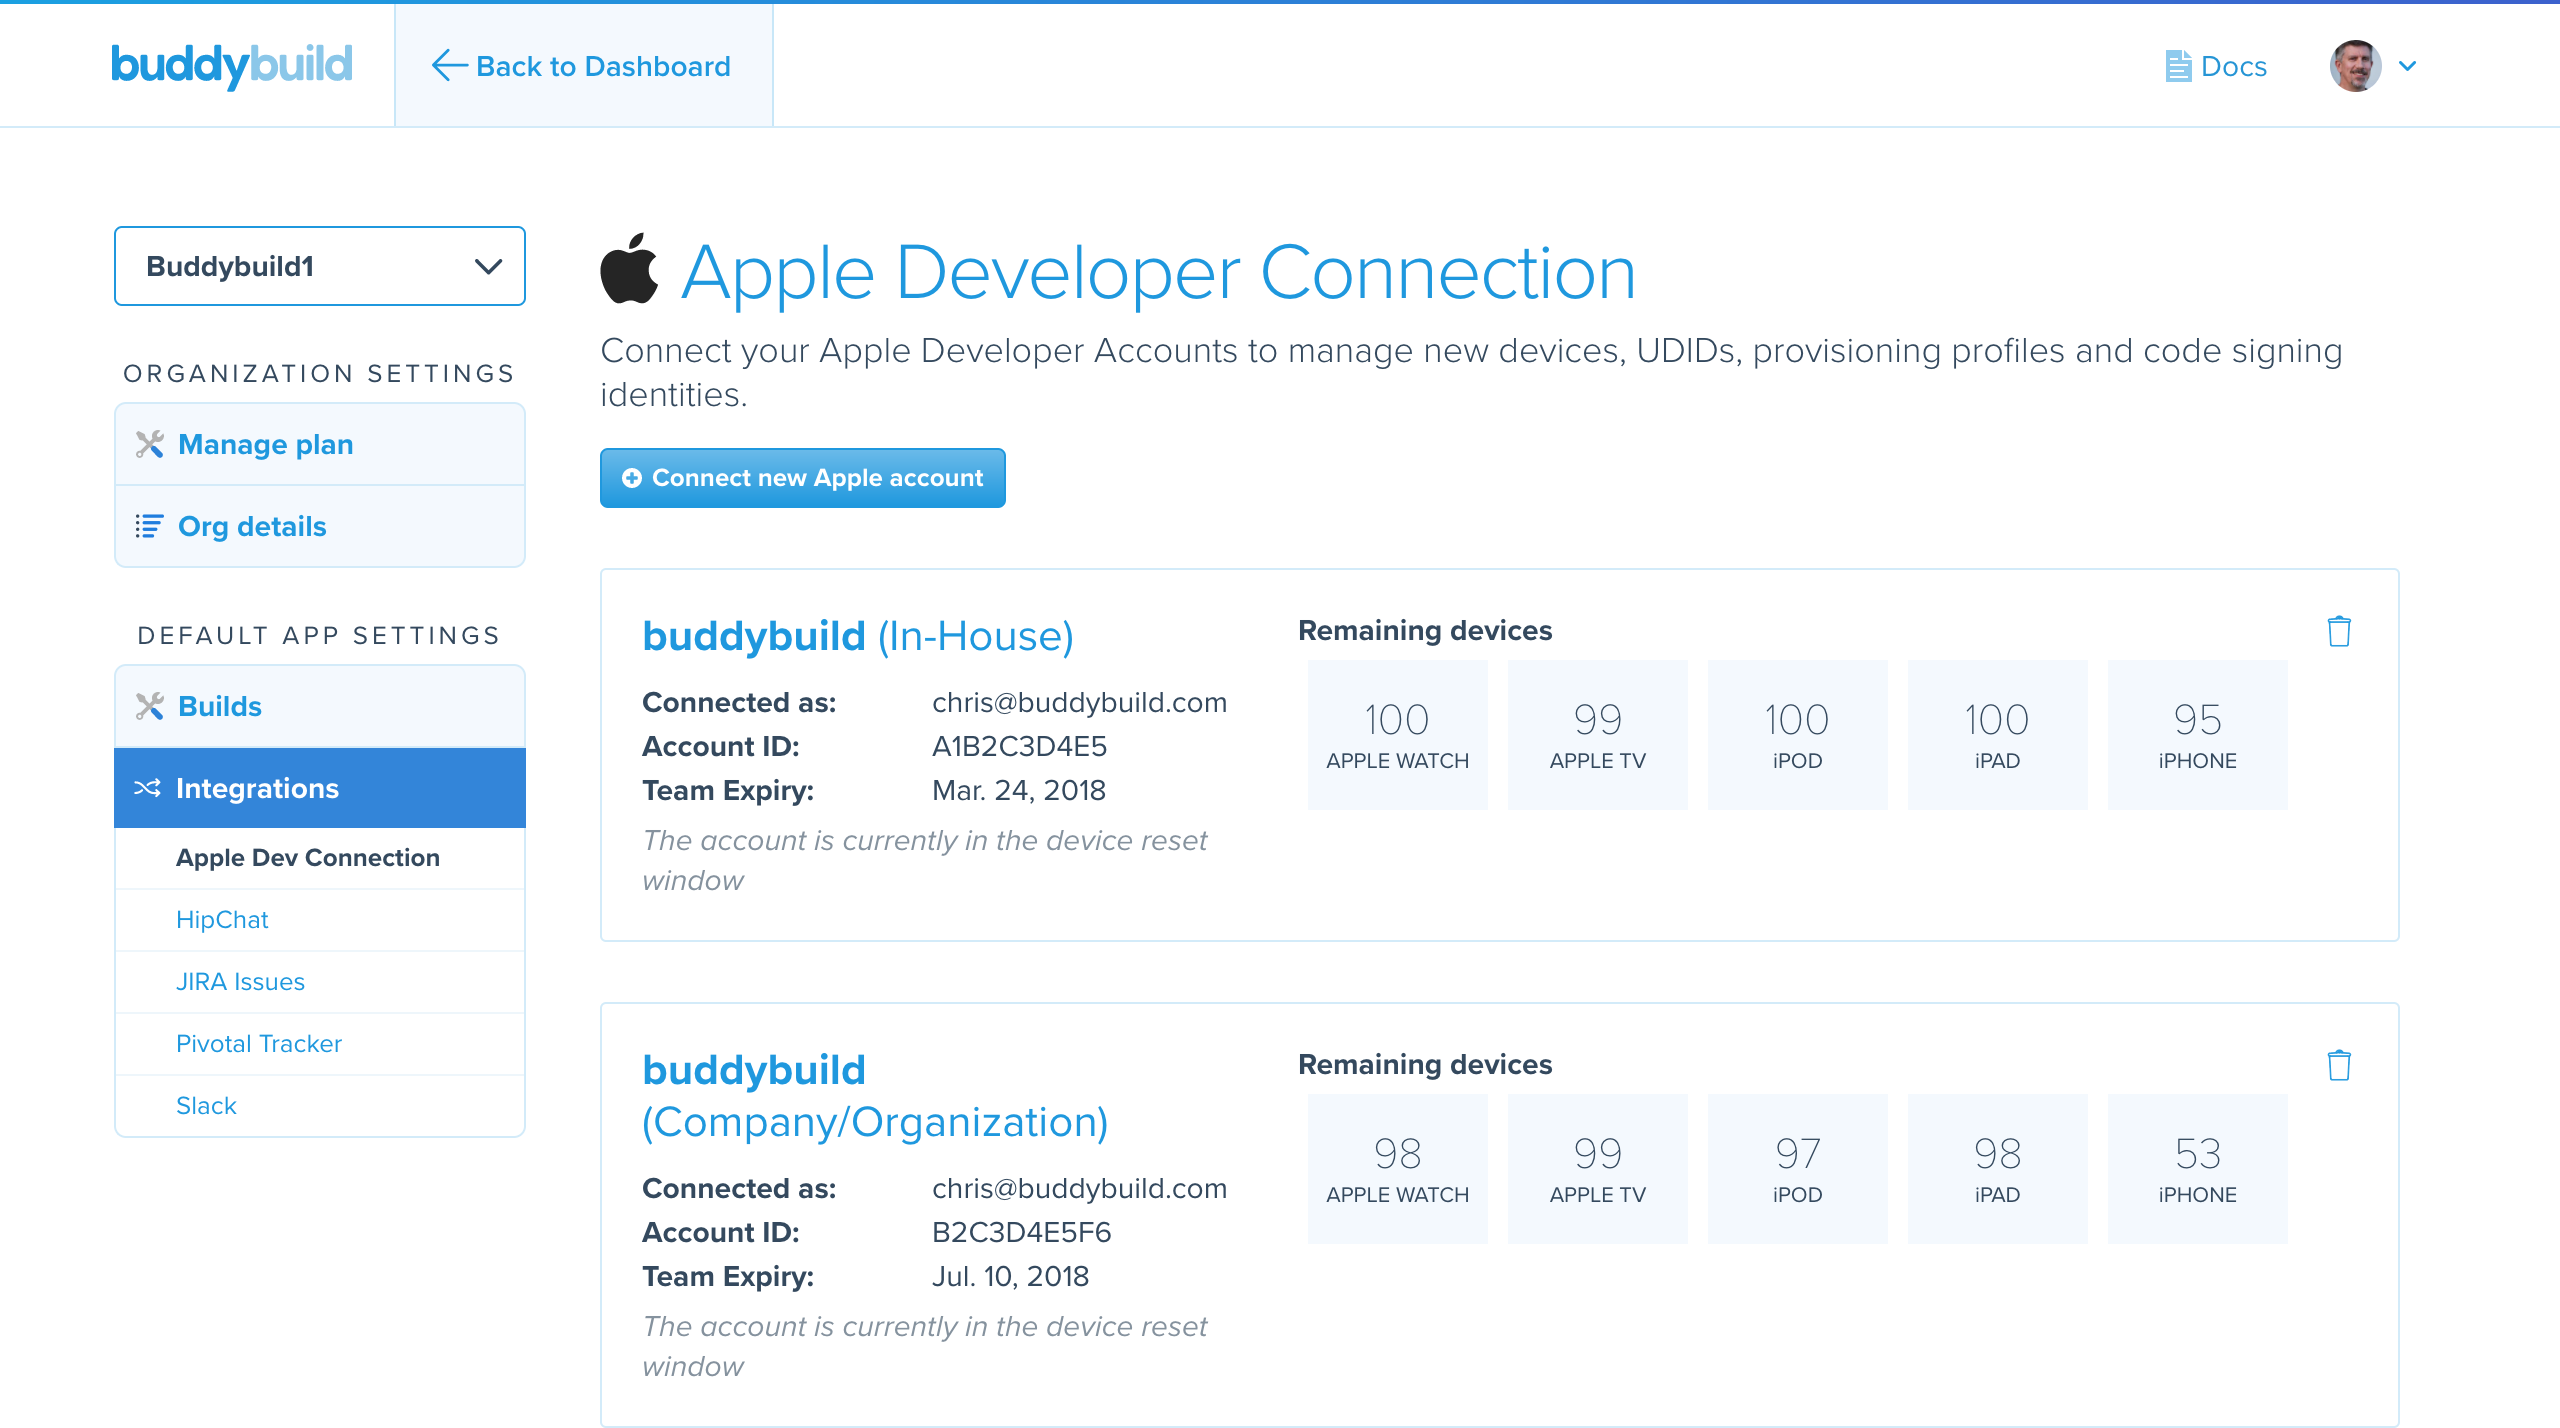 buddybuild
Back to Dashboard
Docs
Buddybuild1
ORGANIZATION SETTINGS
Manage plan
Org details
DEFAULT APP SETTINGS
Builds
Integrations
Apple Dev Connection
HipChat
JIRA Issues
Pivotal Tracker
Slack
Apple Developer Connection
Connect your Apple Developer Accounts to manage new devices, UDIDs, provisioning profiles and code signing
identities.
Connect new Apple account
buddybuild (In-House)
Connected as: chris@buddybuild.com
Account ID: A1B2C3D4E5
Team Expiry: Mar. 24, 2018
The account is currently in the device reset
window
Remaining devices
100 99 100 100 95
APPLE WATCH APPLE TV iPOD iPAD iPHONE
buddybuild
(Company/Organization)
Connected as: chris@buddybuild.com
Account ID: B2C3D4E5F6
Team Expiry: Jul. 10, 2018
The account is currently in the device reset
window
Remaining devices
98 99 97 98 53
APPLE WATCH APPLE TV iPOD iPAD iPHONE